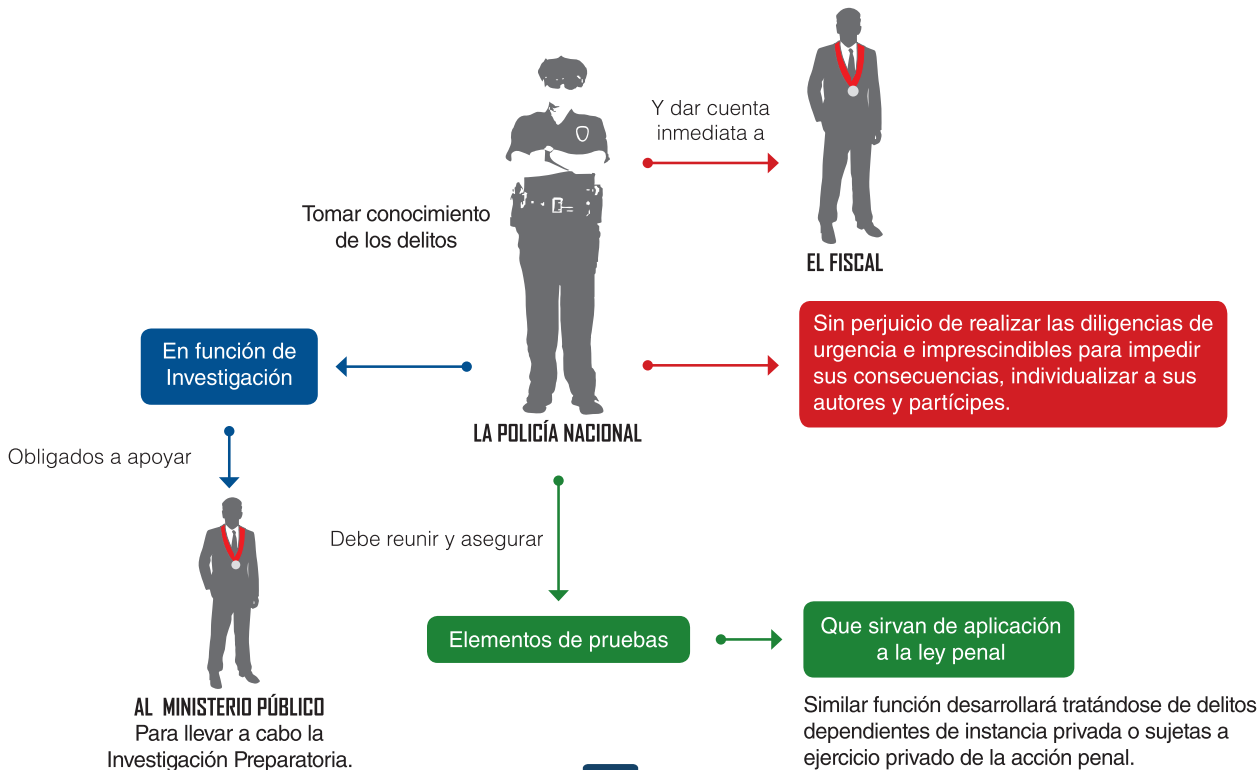 Y dar cuenta
inmediata a
EL FISCAL
Tomar conocimiento
de los delitos
LA POLICÍA NACIONAL
Sin perjuicio de realizar las diligencias de
urgencia e imprescindibles para impedir
sus consecuencias, individualizar a sus
autores y partícipes.
En función de
Investigación
Obligados a apoyar
AL MINISTERIO PÚBLICO
Para llevar a cabo la
Investigación Preparatoria.
Debe reunir y asegurar
Elementos de pruebas
Que sirvan de aplicación
a la ley penal
Similar función desarrollará tratándose de delitos
dependientes de instancia privada o sujetas a
ejercicio privado de la acción penal.